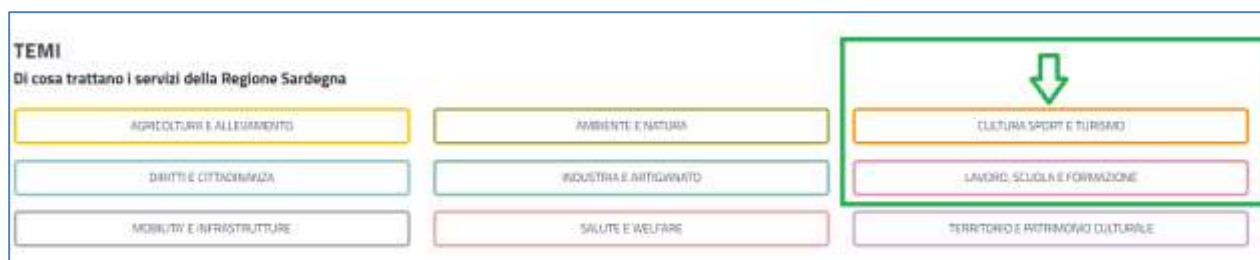 TEMI
Di cosa trattano i servizi della Regione Sardegna
AGRICOLTURA E ALLEVAMENTO
AMBIENTE E NATURA
CULTURA SPORT E TURISMO
DIRITTI E CITTADINANZA
INDUSTRIA E ARTIGIANATO
LAVORO, SCUOLA E FORMAZIONE
MOBILITA' E INFRASTRUTTURE
SALUTE E WELFARE
TERRITORIO E PATRIMONIO CULTURALE